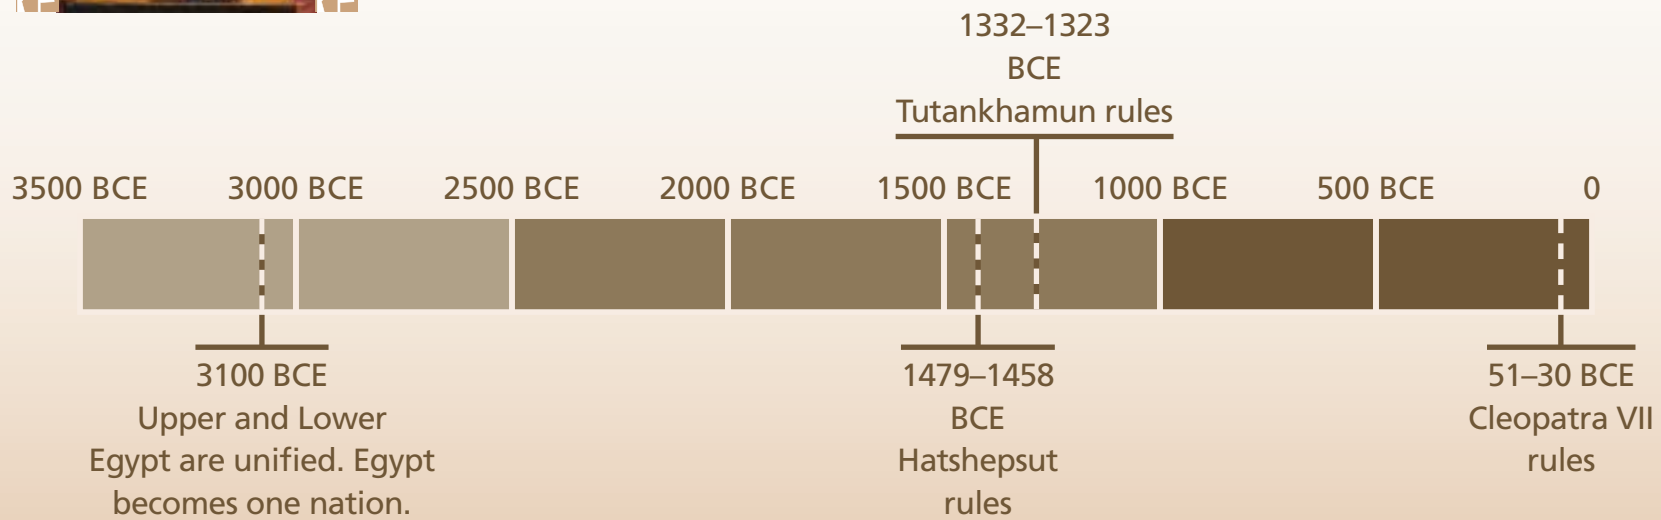 1332–1323
BCE
Tutankhamun rules
3500 BCE
3000 BCE
2500 BCE
2000 BCE
1500 BCE
1000 BCE
500 BCE
0
3100 BCE
Upper and Lower
Egypt are unified. Egypt
becomes one nation.
1479–1458
BCE
Hatshepsut
rules
51–30 BCE
Cleopatra VII
rules